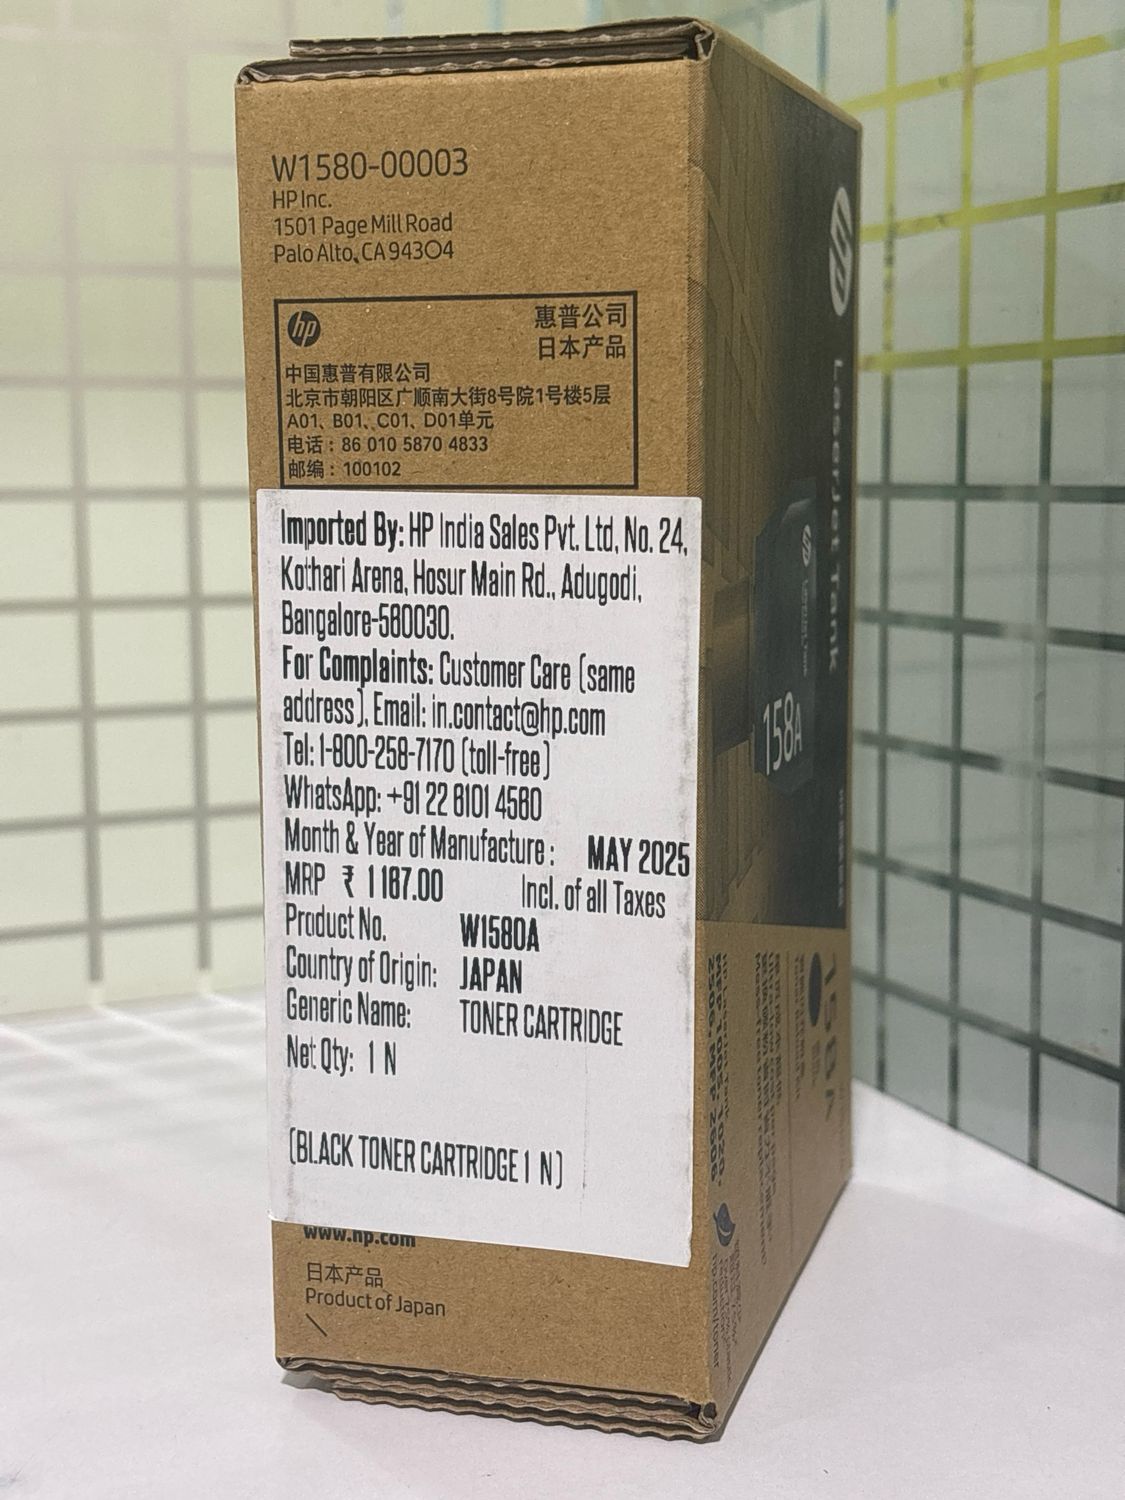 W1580-00003
HP Inc.
1501 Page Mill Road
Palo Alto, CA 94304
hp
惠普公司
日本产品
中国惠普有限公司
北京市朝阳区广顺南大街8号院1号楼5层
A01、B01、C01、D01单元
电话：86 010 5870 4833
邮编：100102
Imported By: HP India Sales Pvt. Ltd, No. 24,
Kothari Arena, Hosur Main Rd., Adugodi,
Bangalore-560030.
For Complaints: Customer Care (same
address), Email: in.contact@hp.com
Tel: 1-800-258-7170 (toll-free)
WhatsApp: +91 22 6101 4560
Month & Year of Manufacture : MAY 2025
MRP ₹ 1167.00 Incl. of all Taxes
Product No. W1580A
Country of Origin: JAPAN
Generic Name: TONER CARTRIDGE
Net Qty: 1 N
(BLACK TONER CARTRIDGE 1 N)
www.hp.com
日本产品
Product of Japan
hp
LaserJet Tank
hp
158A
158A